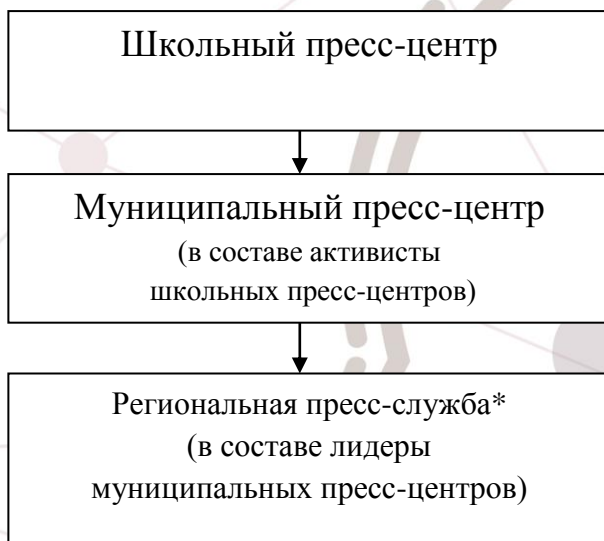 Школьный пресс-центр
Муниципальный пресс-центр
(в составе активисты
школьных пресс-центров)
Региональная пресс-служба*
(в составе лидеры
муниципальных пресс-центров)